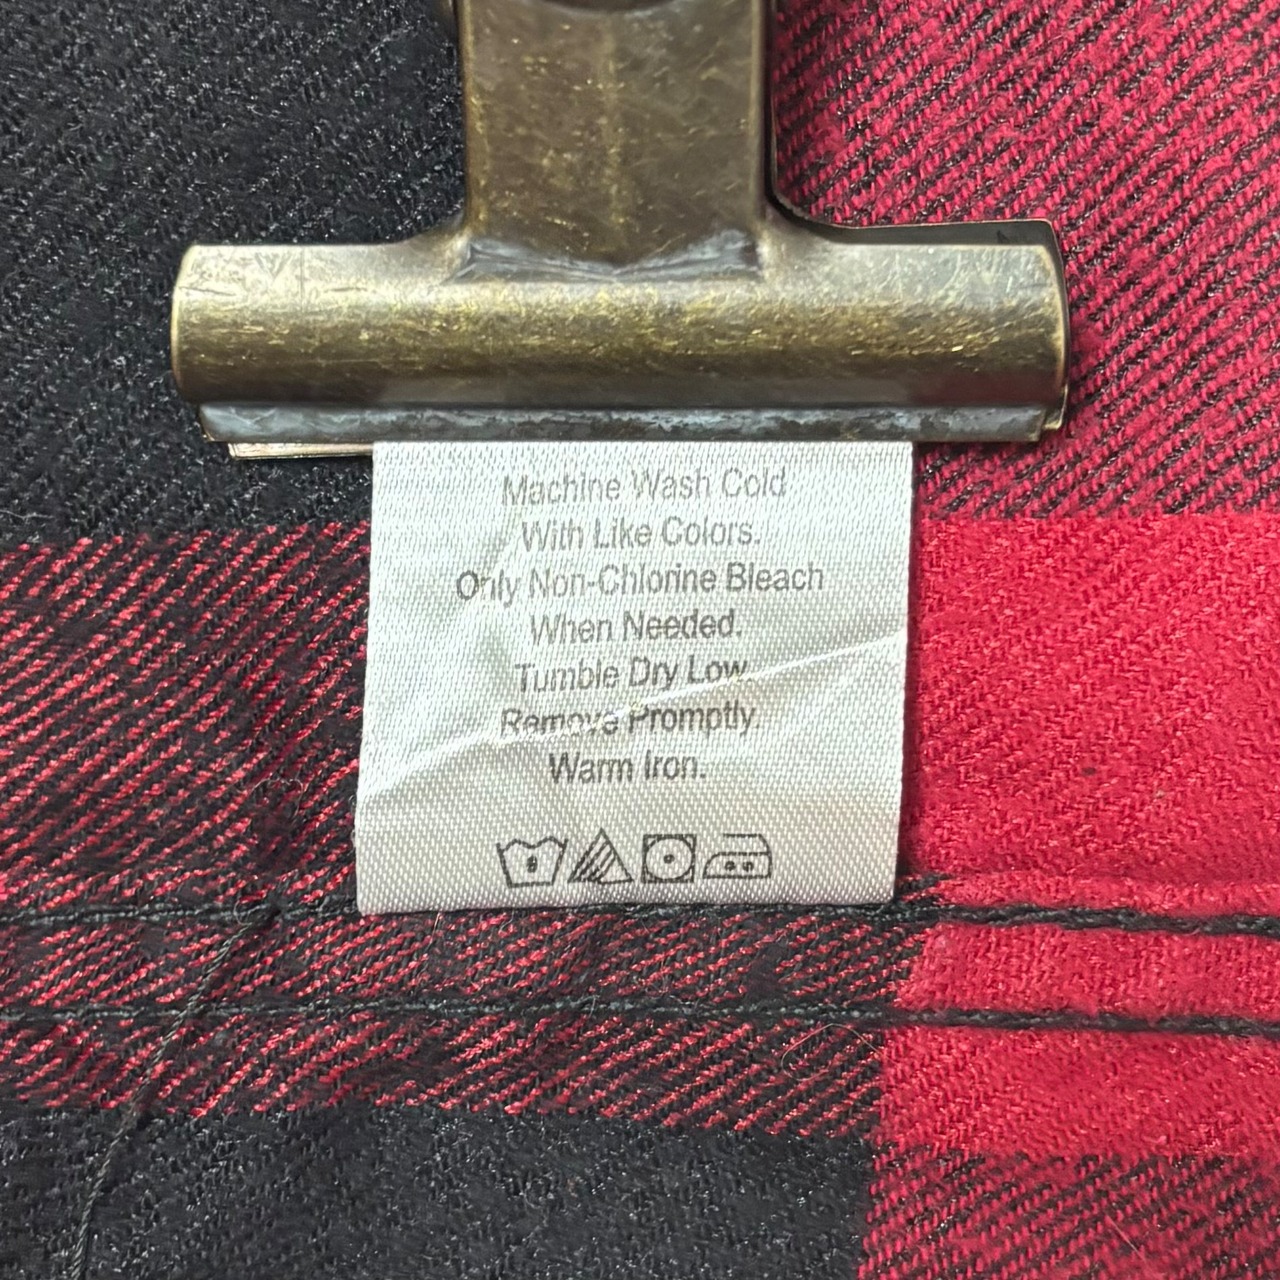 Machine Wash Cold
With Like Colors.
Only Non-Chlorine Bleach
When Needed.
Tumble Dry Low.
Remove Promptly.
Warm Iron.